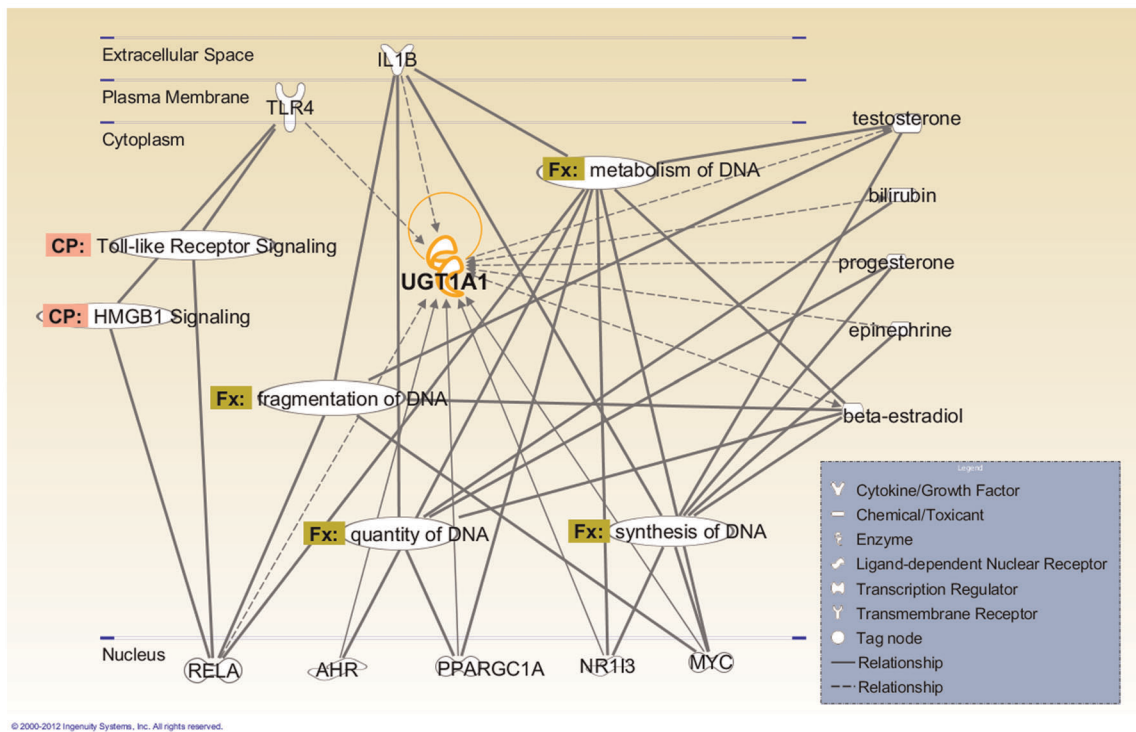 Extracellular Space
IL1B
Plasma Membrane
TLR4
Cytoplasm
testosterone
Fx: metabolism of DNA
bilirubin
CP: Toll-like Receptor Signaling
progesterone
UGT1A1
CP: HMGB1 Signaling
epinephrine
Fx: fragmentation of DNA
beta-estradiol
Legend
Cytokine/Growth Factor
Chemical/Toxicant
Enzyme
Ligand-dependent Nuclear Receptor
Transcription Regulator
Transmembrane Receptor
Tag node
Relationship
Relationship
Fx: quantity of DNA
Fx: synthesis of DNA
Nucleus
RELA
AHR
PPARGC1A
NR1I3
MYC
© 2000-2012 Ingenuity Systems, Inc. All rights reserved.